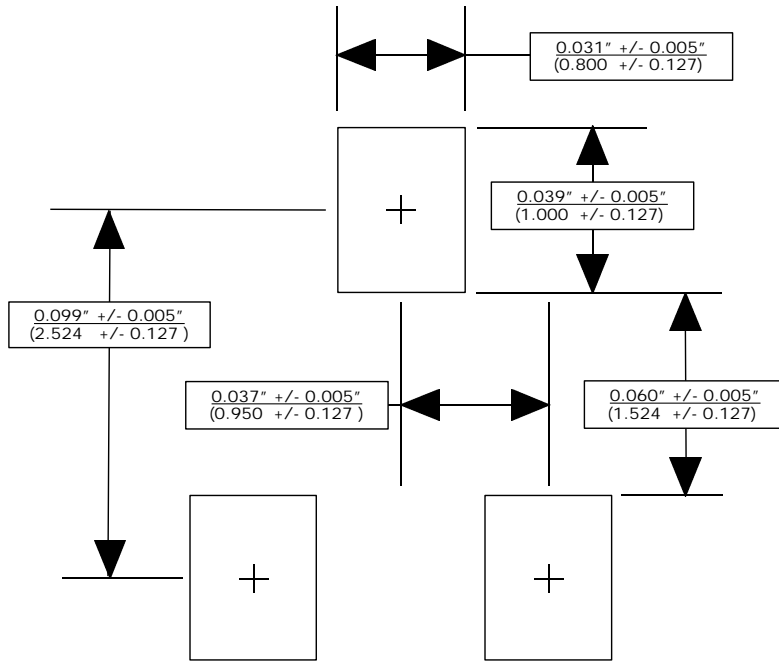 0.031" +/- 0.005"
(0.800 +/- 0.127)
0.039" +/- 0.005"
(1.000 +/- 0.127)
0.099" +/- 0.005"
(2.524 +/- 0.127 )
0.037" +/- 0.005"
(0.950 +/- 0.127 )
0.060" +/- 0.005"
(1.524 +/- 0.127)